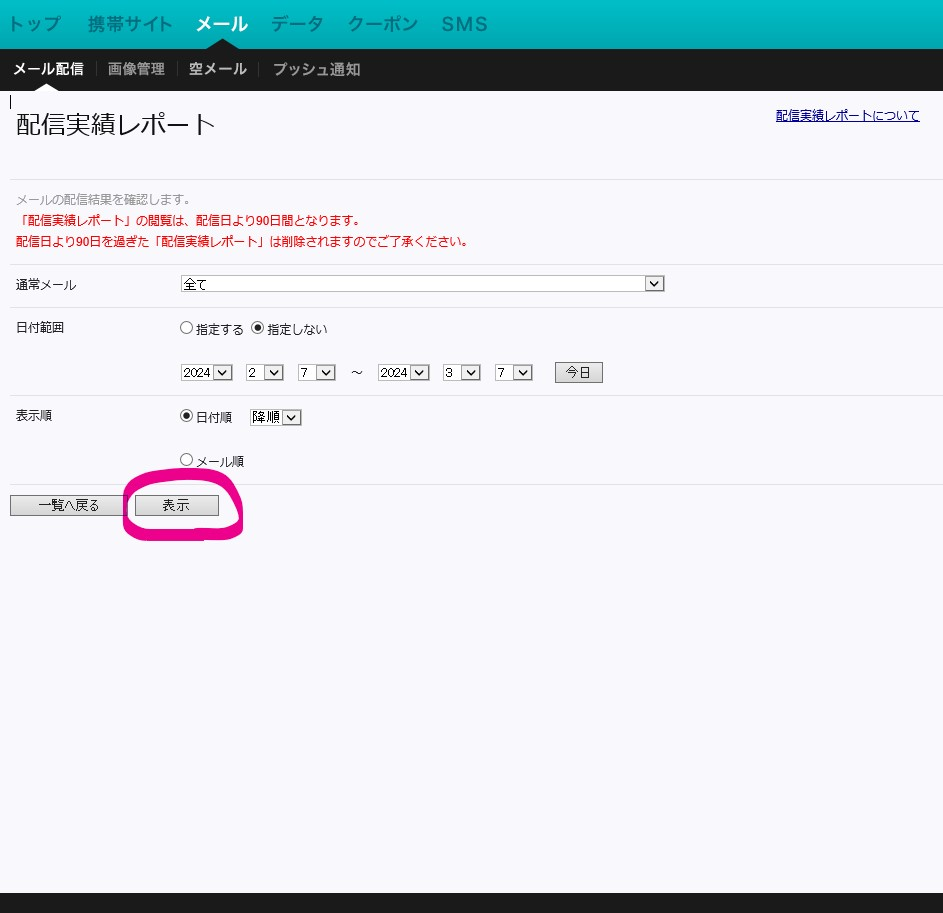 トップ 携帯サイト メール データ クーポン SMS
メール配信 画像管理 空メール プッシュ通知
配信実績レポート 配信実績レポートについて
メールの配信結果を確認します。
「配信実績レポート」の閲覧は、配信日より90日間となります。
配信日より90日を過ぎた「配信実績レポート」は削除されますのでご了承ください。
通常メール 全て
日付範囲 指定する 指定しない
2024 2 7 ～ 2024 3 7 今日
表示順 日付順 降順
メール順
一覧へ戻る 表示